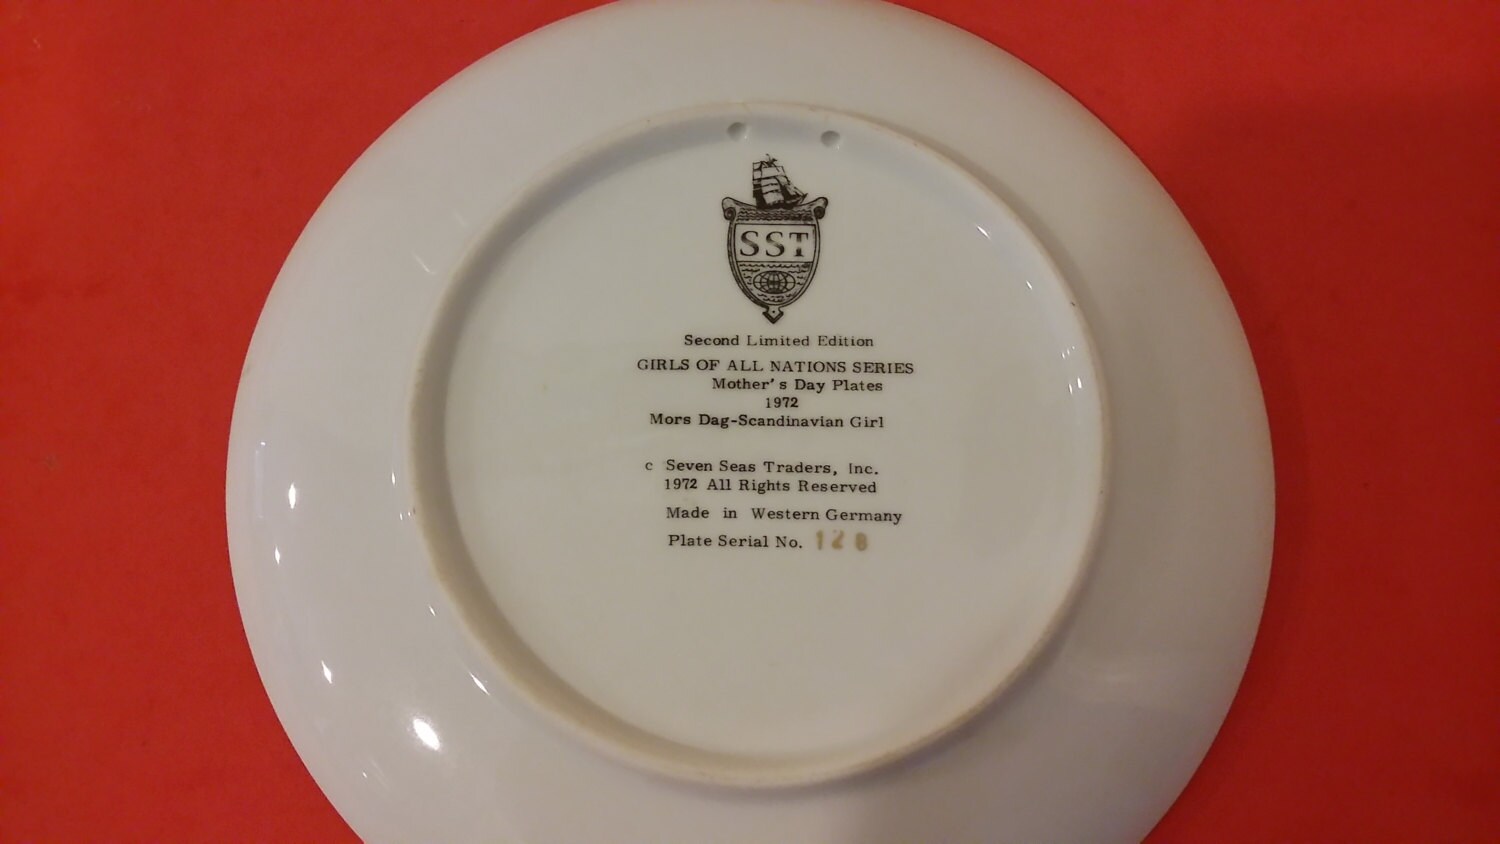 SST
Second Limited Edition
GIRLS OF ALL NATIONS SERIES
Mother's Day Plates
1972
Mors Dag-Scandinavian Girl
c Seven Seas Traders, Inc.
1972 All Rights Reserved
Made in Western Germany
Plate Serial No. 126